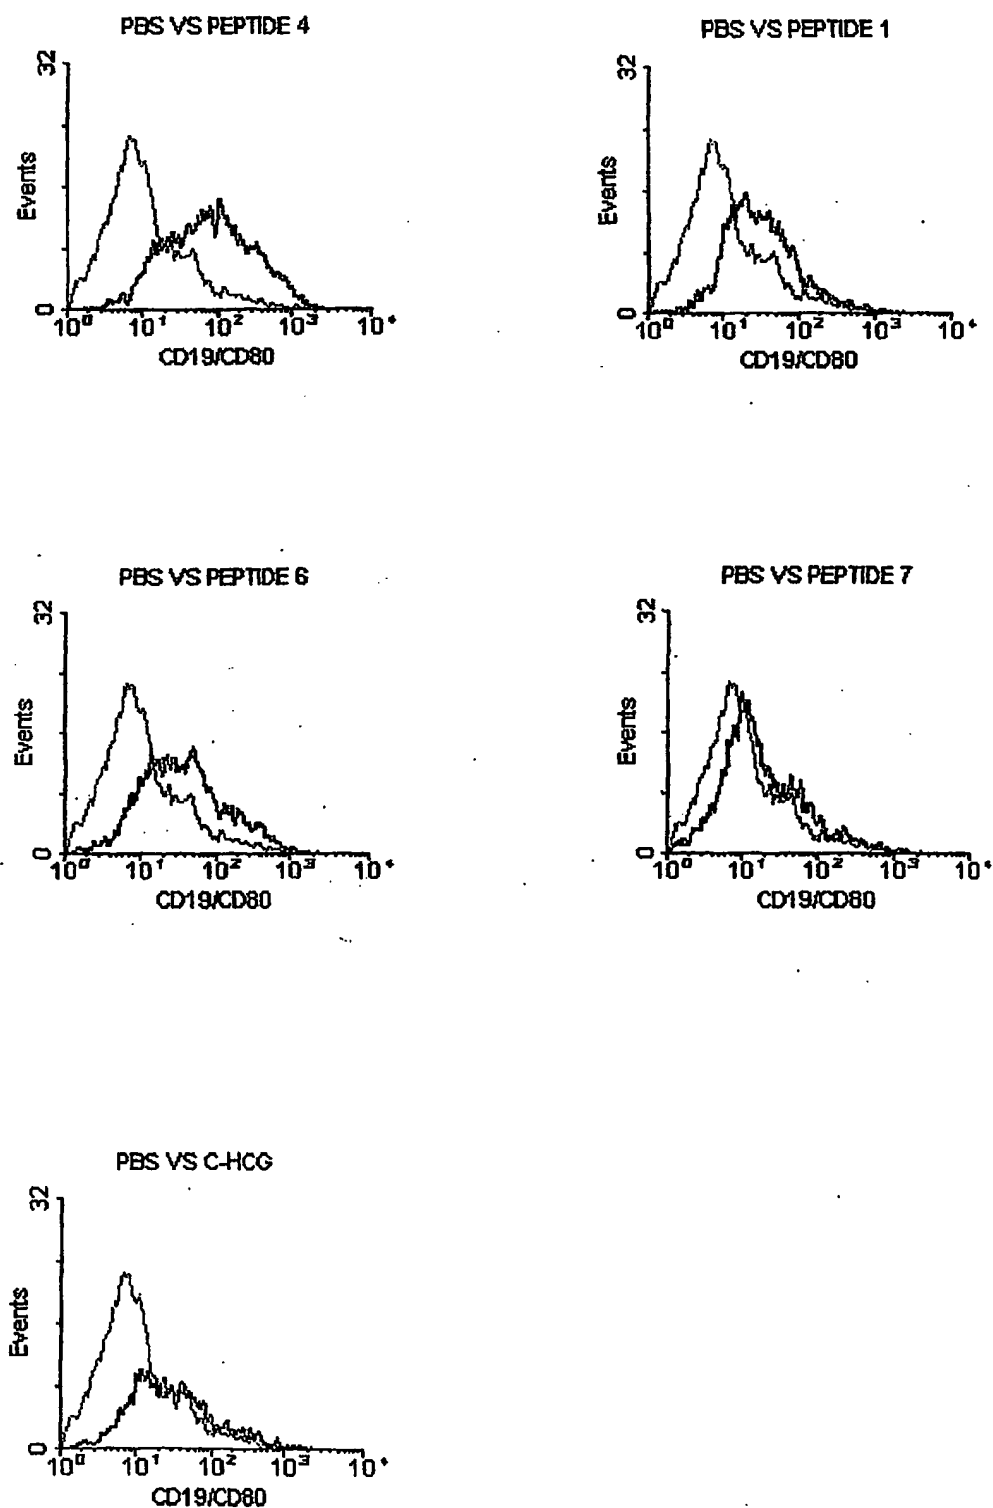 PBS VS PEPTIDE 4
32
Events
0
10⁰ 10¹ 10² 10³ 10⁴
CD19/CD80
PBS VS PEPTIDE 1
32
Events
0
10⁰ 10¹ 10² 10³ 10⁴
CD19/CD80
PBS VS PEPTIDE 6
32
Events
0
10⁰ 10¹ 10² 10³ 10⁴
CD19/CD80
PBS VS PEPTIDE 7
32
Events
0
10⁰ 10¹ 10² 10³ 10⁴
CD19/CD80
PBS VS C-HCG
32
Events
0
10⁰ 10¹ 10² 10³ 10⁴
CD19/CD80